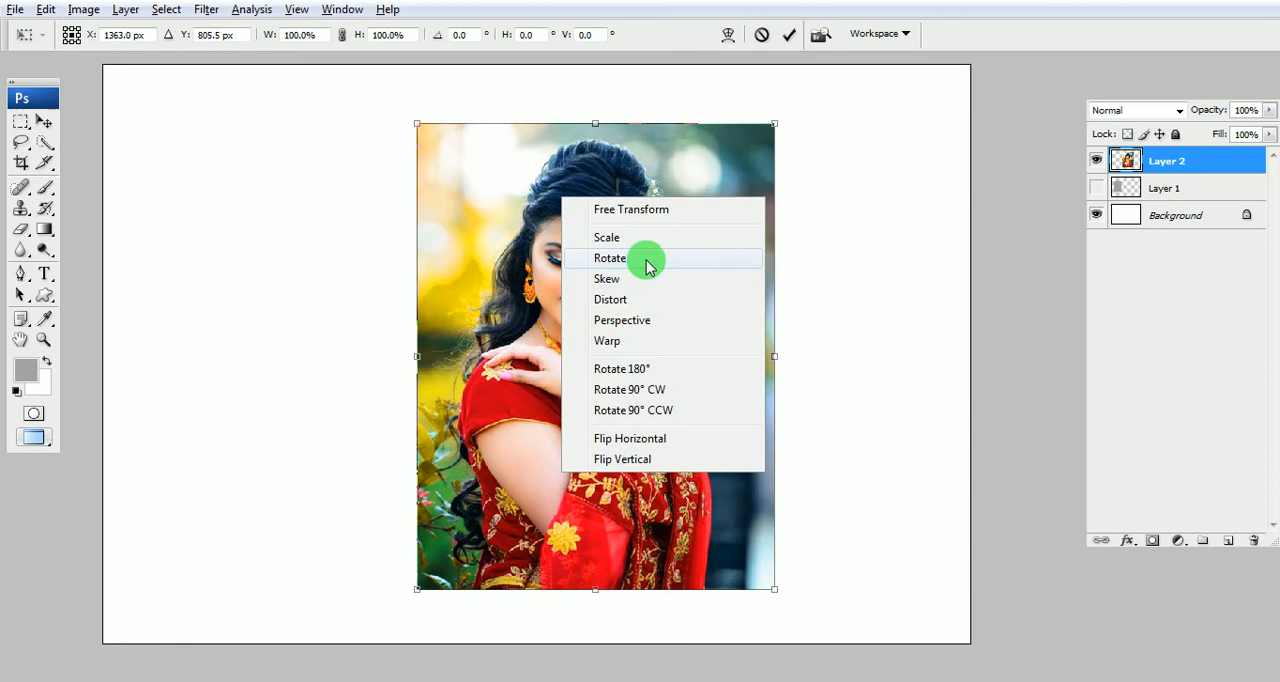 File Edit Image Layer Select Filter Analysis View Window Help
X: 1363.0 px Y: 805.5 px W: 100.0% H: 100.0% 0.0 ° H: 0.0 ° V: 0.0 ° Workspace
Ps
T
Normal Opacity: 100%
Lock: Fill: 100%
Layer 2
Layer 1
Background
fx.
Free Transform
Scale
Rotate
Skew
Distort
Perspective
Warp
Rotate 180°
Rotate 90° CW
Rotate 90° CCW
Flip Horizontal
Flip Vertical